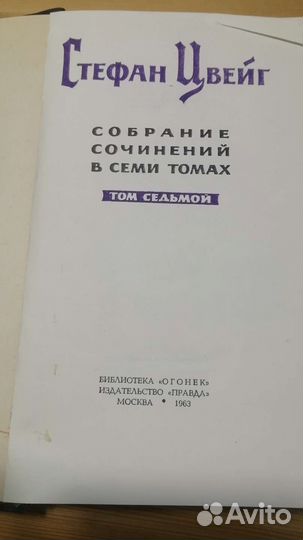 Стефан Цвейг
СОБРАНИЕ
СОЧИНЕНИЙ
В СЕМИ ТОМАХ
ТОМ СЕДЬМОЙ
БИБЛИОТЕКА «ОГОНЕК»
ИЗДАТЕЛЬСТВО «ПРАВДА»
МОСКВА • 1963
Avito